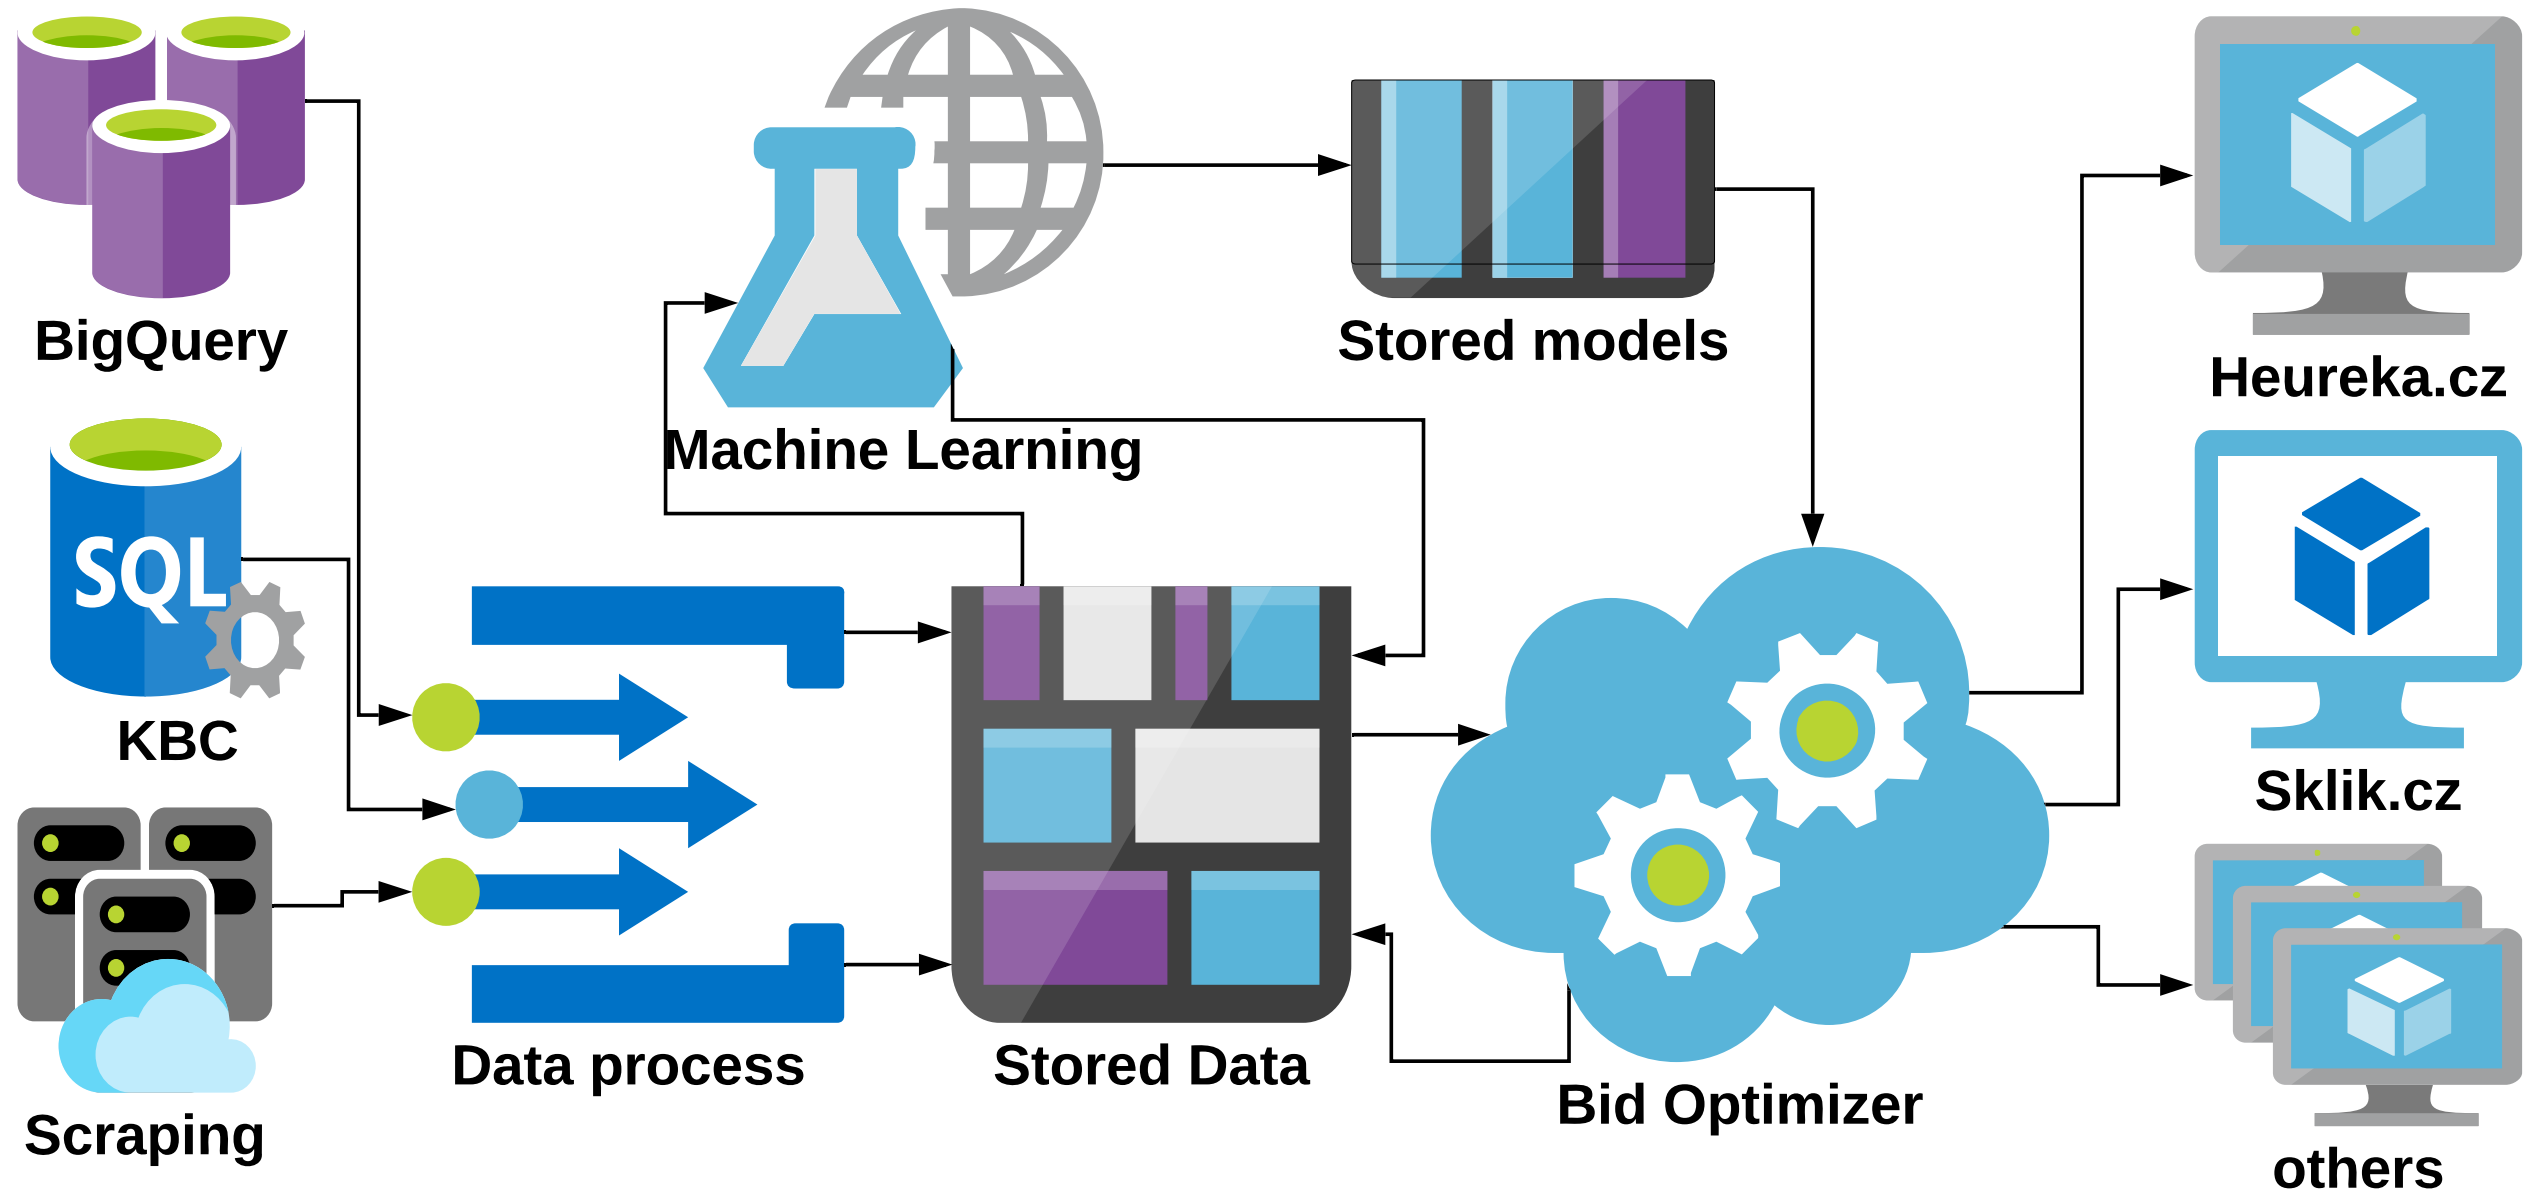 BigQuery
SQL
KBC
Scraping
Data process
Machine Learning
Stored Data
Stored models
Bid Optimizer
Heureka.cz
Sklik.cz
others